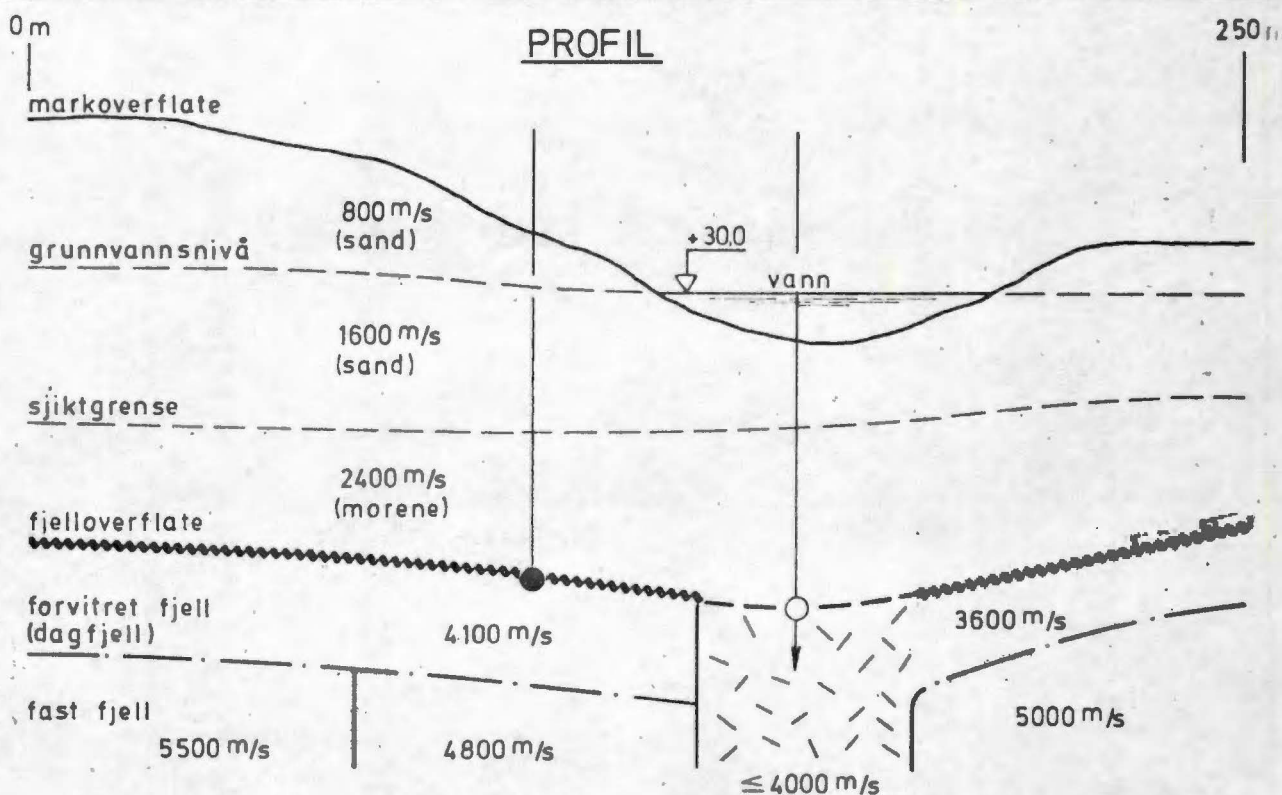 0 m
PROFIL
250 m
markoverflate
800 m/s
(sand)
grunnvannsnivå
+ 30,0
vann
1600 m/s
(sand)
sjiktgrense
2400 m/s
(morene)
fjelloverflate
forvitret fjell
(dagfjell)
4100 m/s
3600 m/s
fast fjell
5500 m/s
4800 m/s
5000 m/s
≤ 4000 m/s